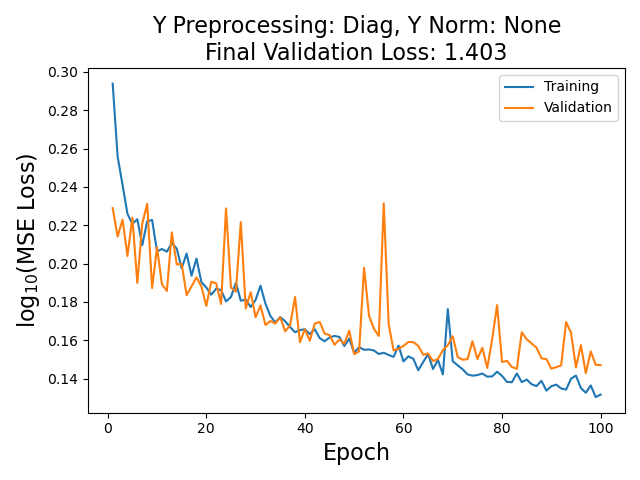 Y Preprocessing: Diag, Y Norm: None
Final Validation Loss: 1.403
log₁₀(MSE Loss)
0.30
0.28
0.26
0.24
0.22
0.20
0.18
0.16
0.14
Training
Validation
0 20 40 60 80 100
Epoch